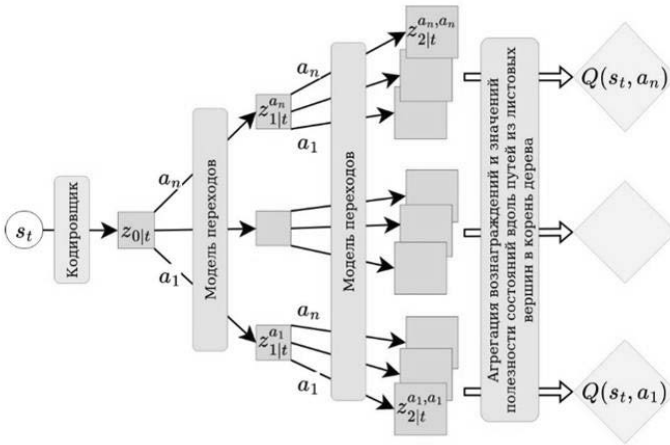 s_t
Кодировщик
z_{0|t}
a_n
a_1
Модель переходов
z_{1|t}^{a_n}
z_{1|t}^{a_1}
a_n
a_1
a_n
a_1
Модель переходов
z_{2|t}^{a_n,a_n}
z_{2|t}^{a_1,a_1}
Агрегация вознаграждений и значений
полезности состояний вдоль путей из листовых
вершин в корень дерева
Q(s_t, a_n)
Q(s_t, a_1)